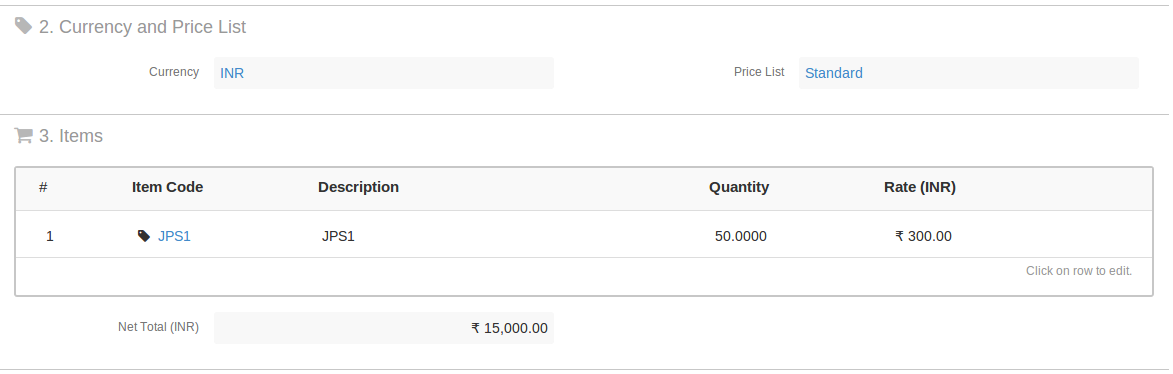 2. Currency and Price List
Currency INR Price List Standard
3. Items
# Item Code Description Quantity Rate (INR)
1 JPS1 JPS1 50.0000 ₹ 300.00
Click on row to edit.
Net Total (INR) ₹ 15,000.00